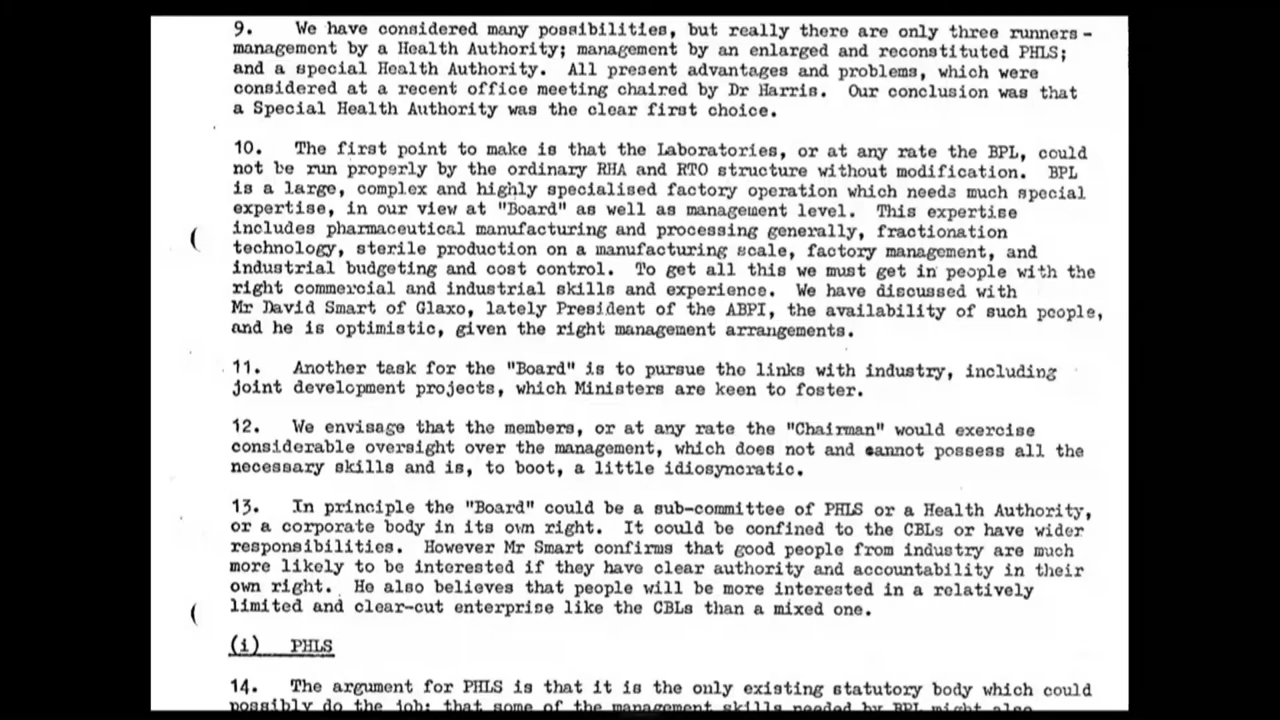 9. We have considered many possibilities, but really there are only three runners -
management by a Health Authority; management by an enlarged and reconstituted PHLS;
and a special Health Authority. All present advantages and problems, which were
considered at a recent office meeting chaired by Dr Harris. Our conclusion was that
a Special Health Authority was the clear first choice.
10. The first point to make is that the Laboratories, or at any rate the BPL, could
not be run properly by the ordinary RHA and RTO structure without modification. BPL
is a large, complex and highly specialised factory operation which needs much special
expertise, in our view at "Board" as well as management level. This expertise
includes pharmaceutical manufacturing and processing generally, fractionation
technology, sterile production on a manufacturing scale, factory management, and
industrial budgeting and cost control. To get all this we must get in people with the
right commercial and industrial skills and experience. We have discussed with
Mr David Smart of Glaxo, lately President of the ABPI, the availability of such people,
and he is optimistic, given the right management arrangements.
11. Another task for the "Board" is to pursue the links with industry, including
joint development projects, which Ministers are keen to foster.
12. We envisage that the members, or at any rate the "Chairman" would exercise
considerable oversight over the management, which does not and cannot possess all the
necessary skills and is, to boot, a little idiosyncratic.
13. In principle the "Board" could be a sub-committee of PHLS or a Health Authority,
or a corporate body in its own right. It could be confined to the CBLs or have wider
responsibilities. However Mr Smart confirms that good people from industry are much
more likely to be interested if they have clear authority and accountability in their
own right. He also believes that people will be more interested in a relatively
limited and clear-cut enterprise like the CBLs than a mixed one.
(i) PHLS
14. The argument for PHLS is that it is the only existing statutory body which could
possibly do the job; that some of the management skills needed by BPL might also